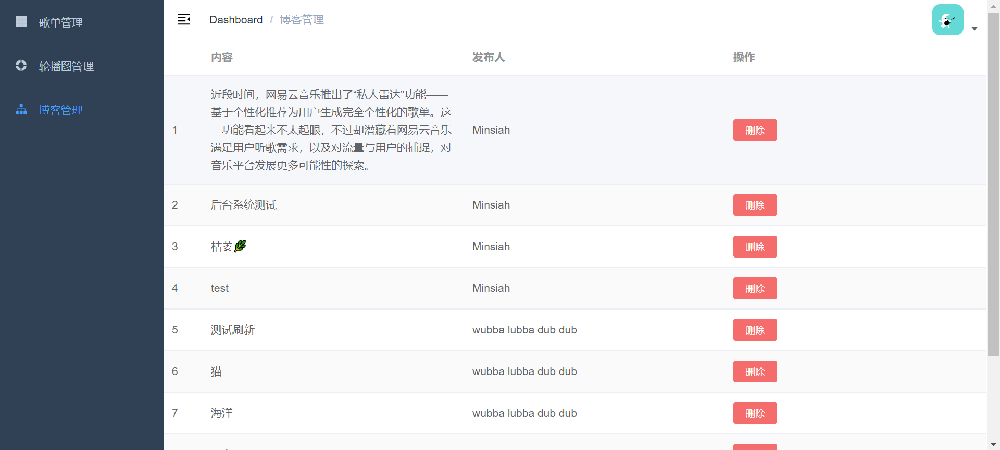 歌单管理
轮播图管理
博客管理
Dashboard / 博客管理
内容 发布人 操作
1 近段时间，网易云音乐推出了“私人雷达”功能——
基于个性化推荐为用户生成完全个性化的歌单。这
一功能看起来不太起眼，不过却潜藏着网易云音乐
满足用户听歌需求，以及对流量与用户的捕捉，对
音乐平台发展更多可能性的探索。
Minsiah 删除
2 后台系统测试 Minsiah 删除
3 枯萎🌿 Minsiah 删除
4 test Minsiah 删除
5 测试刷新 wubba lubba dub dub 删除
6 猫 wubba lubba dub dub 删除
7 海洋 wubba lubba dub dub 删除